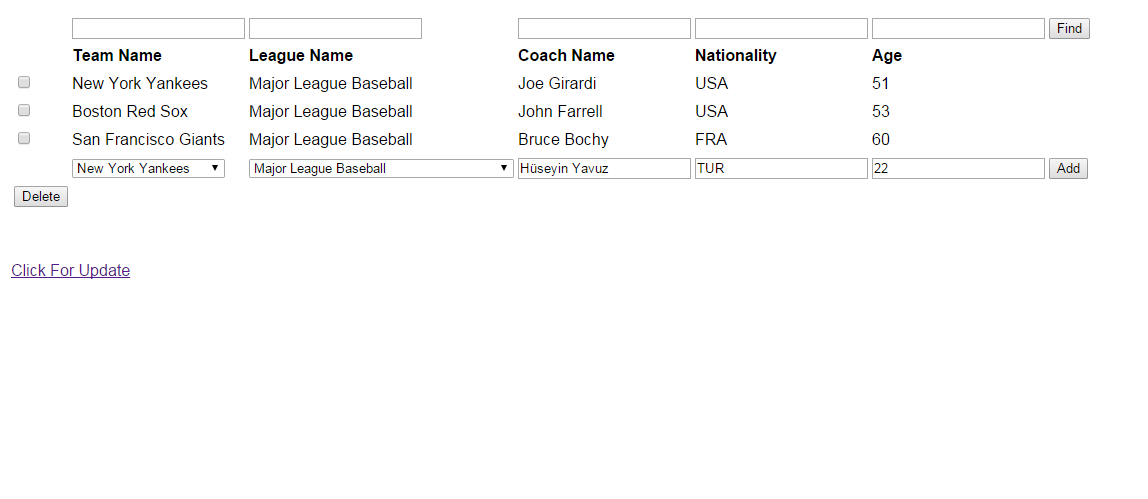 Find
Team Name League Name Coach Name Nationality Age
New York Yankees Major League Baseball Joe Girardi USA 51
Boston Red Sox Major League Baseball John Farrell USA 53
San Francisco Giants Major League Baseball Bruce Bochy FRA 60
New York Yankees Major League Baseball Hüseyin Yavuz TUR 22 Add
Delete
Click For Update